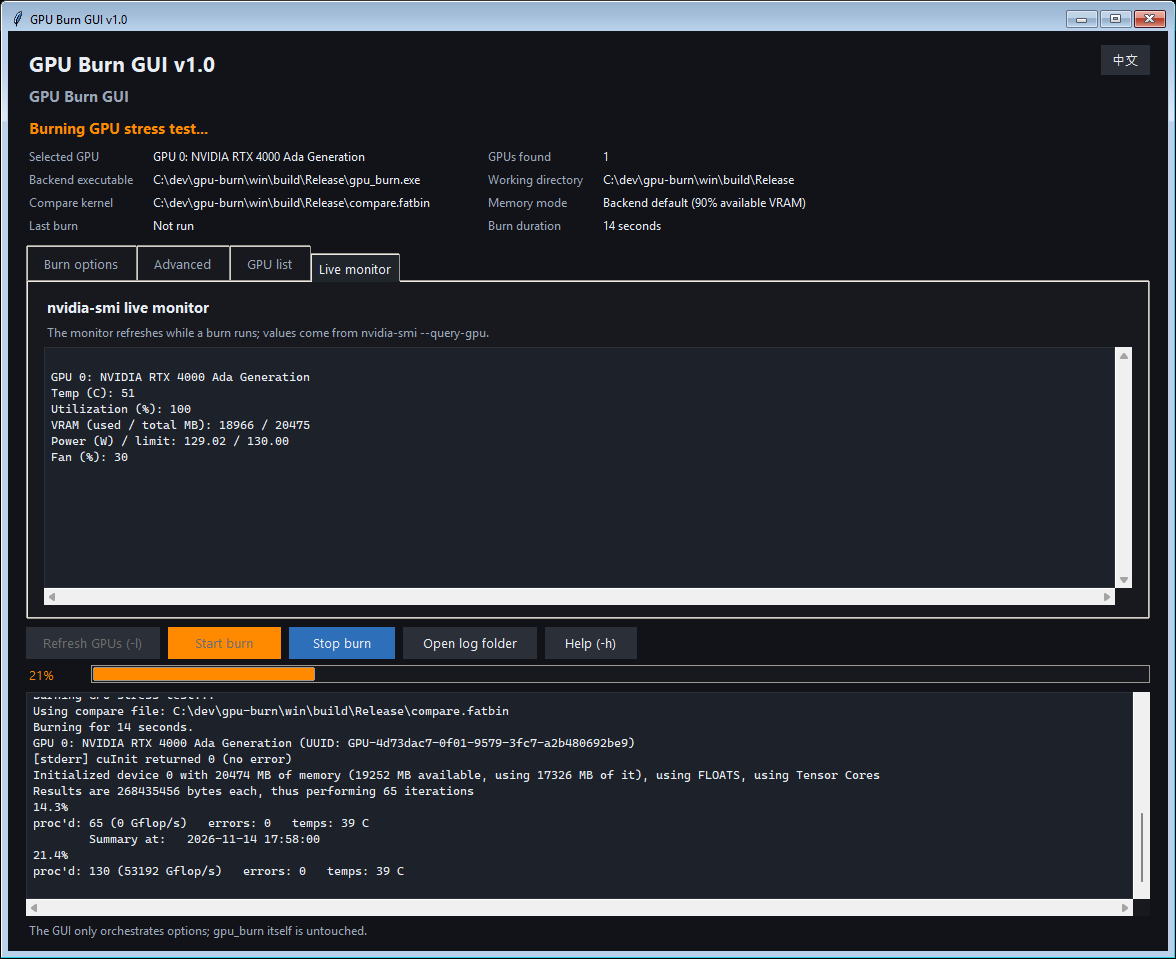 GPU Burn GUI v1.0
GPU Burn GUI v1.0
中文
GPU Burn GUI
Burning GPU stress test...
Selected GPU GPU 0: NVIDIA RTX 4000 Ada Generation GPUs found 1
Backend executable C:\dev\gpu-burn\win\build\Release\gpu_burn.exe Working directory C:\dev\gpu-burn\win\build\Release
Compare kernel C:\dev\gpu-burn\win\build\Release\compare.fatbin Memory mode Backend default (90% available VRAM)
Last burn Not run Burn duration 14 seconds
Burn options Advanced GPU list Live monitor
nvidia-smi live monitor
The monitor refreshes while a burn runs; values come from nvidia-smi --query-gpu.
GPU 0: NVIDIA RTX 4000 Ada Generation
Temp (C): 51
Utilization (%): 100
VRAM (used / total MB): 18966 / 20475
Power (W) / limit: 129.02 / 130.00
Fan (%): 30
Refresh GPUs (-l) Start burn Stop burn Open log folder Help (-h)
21%
Burning GPU stress test...
Using compare file: C:\dev\gpu-burn\win\build\Release\compare.fatbin
Burning for 14 seconds.
GPU 0: NVIDIA RTX 4000 Ada Generation (UUID: GPU-4d73dac7-0f01-9579-3fc7-a2b480692be9)
[stderr] cuInit returned 0 (no error)
Initialized device 0 with 20474 MB of memory (19252 MB available, using 17326 MB of it), using FLOATS, using Tensor Cores
Results are 268435456 bytes each, thus performing 65 iterations
14.3%
proc'd: 65 (0 Gflop/s) errors: 0 temps: 39 C
Summary at: 2026-11-14 17:58:00
21.4%
proc'd: 130 (53192 Gflop/s) errors: 0 temps: 39 C
The GUI only orchestrates options; gpu_burn itself is untouched.